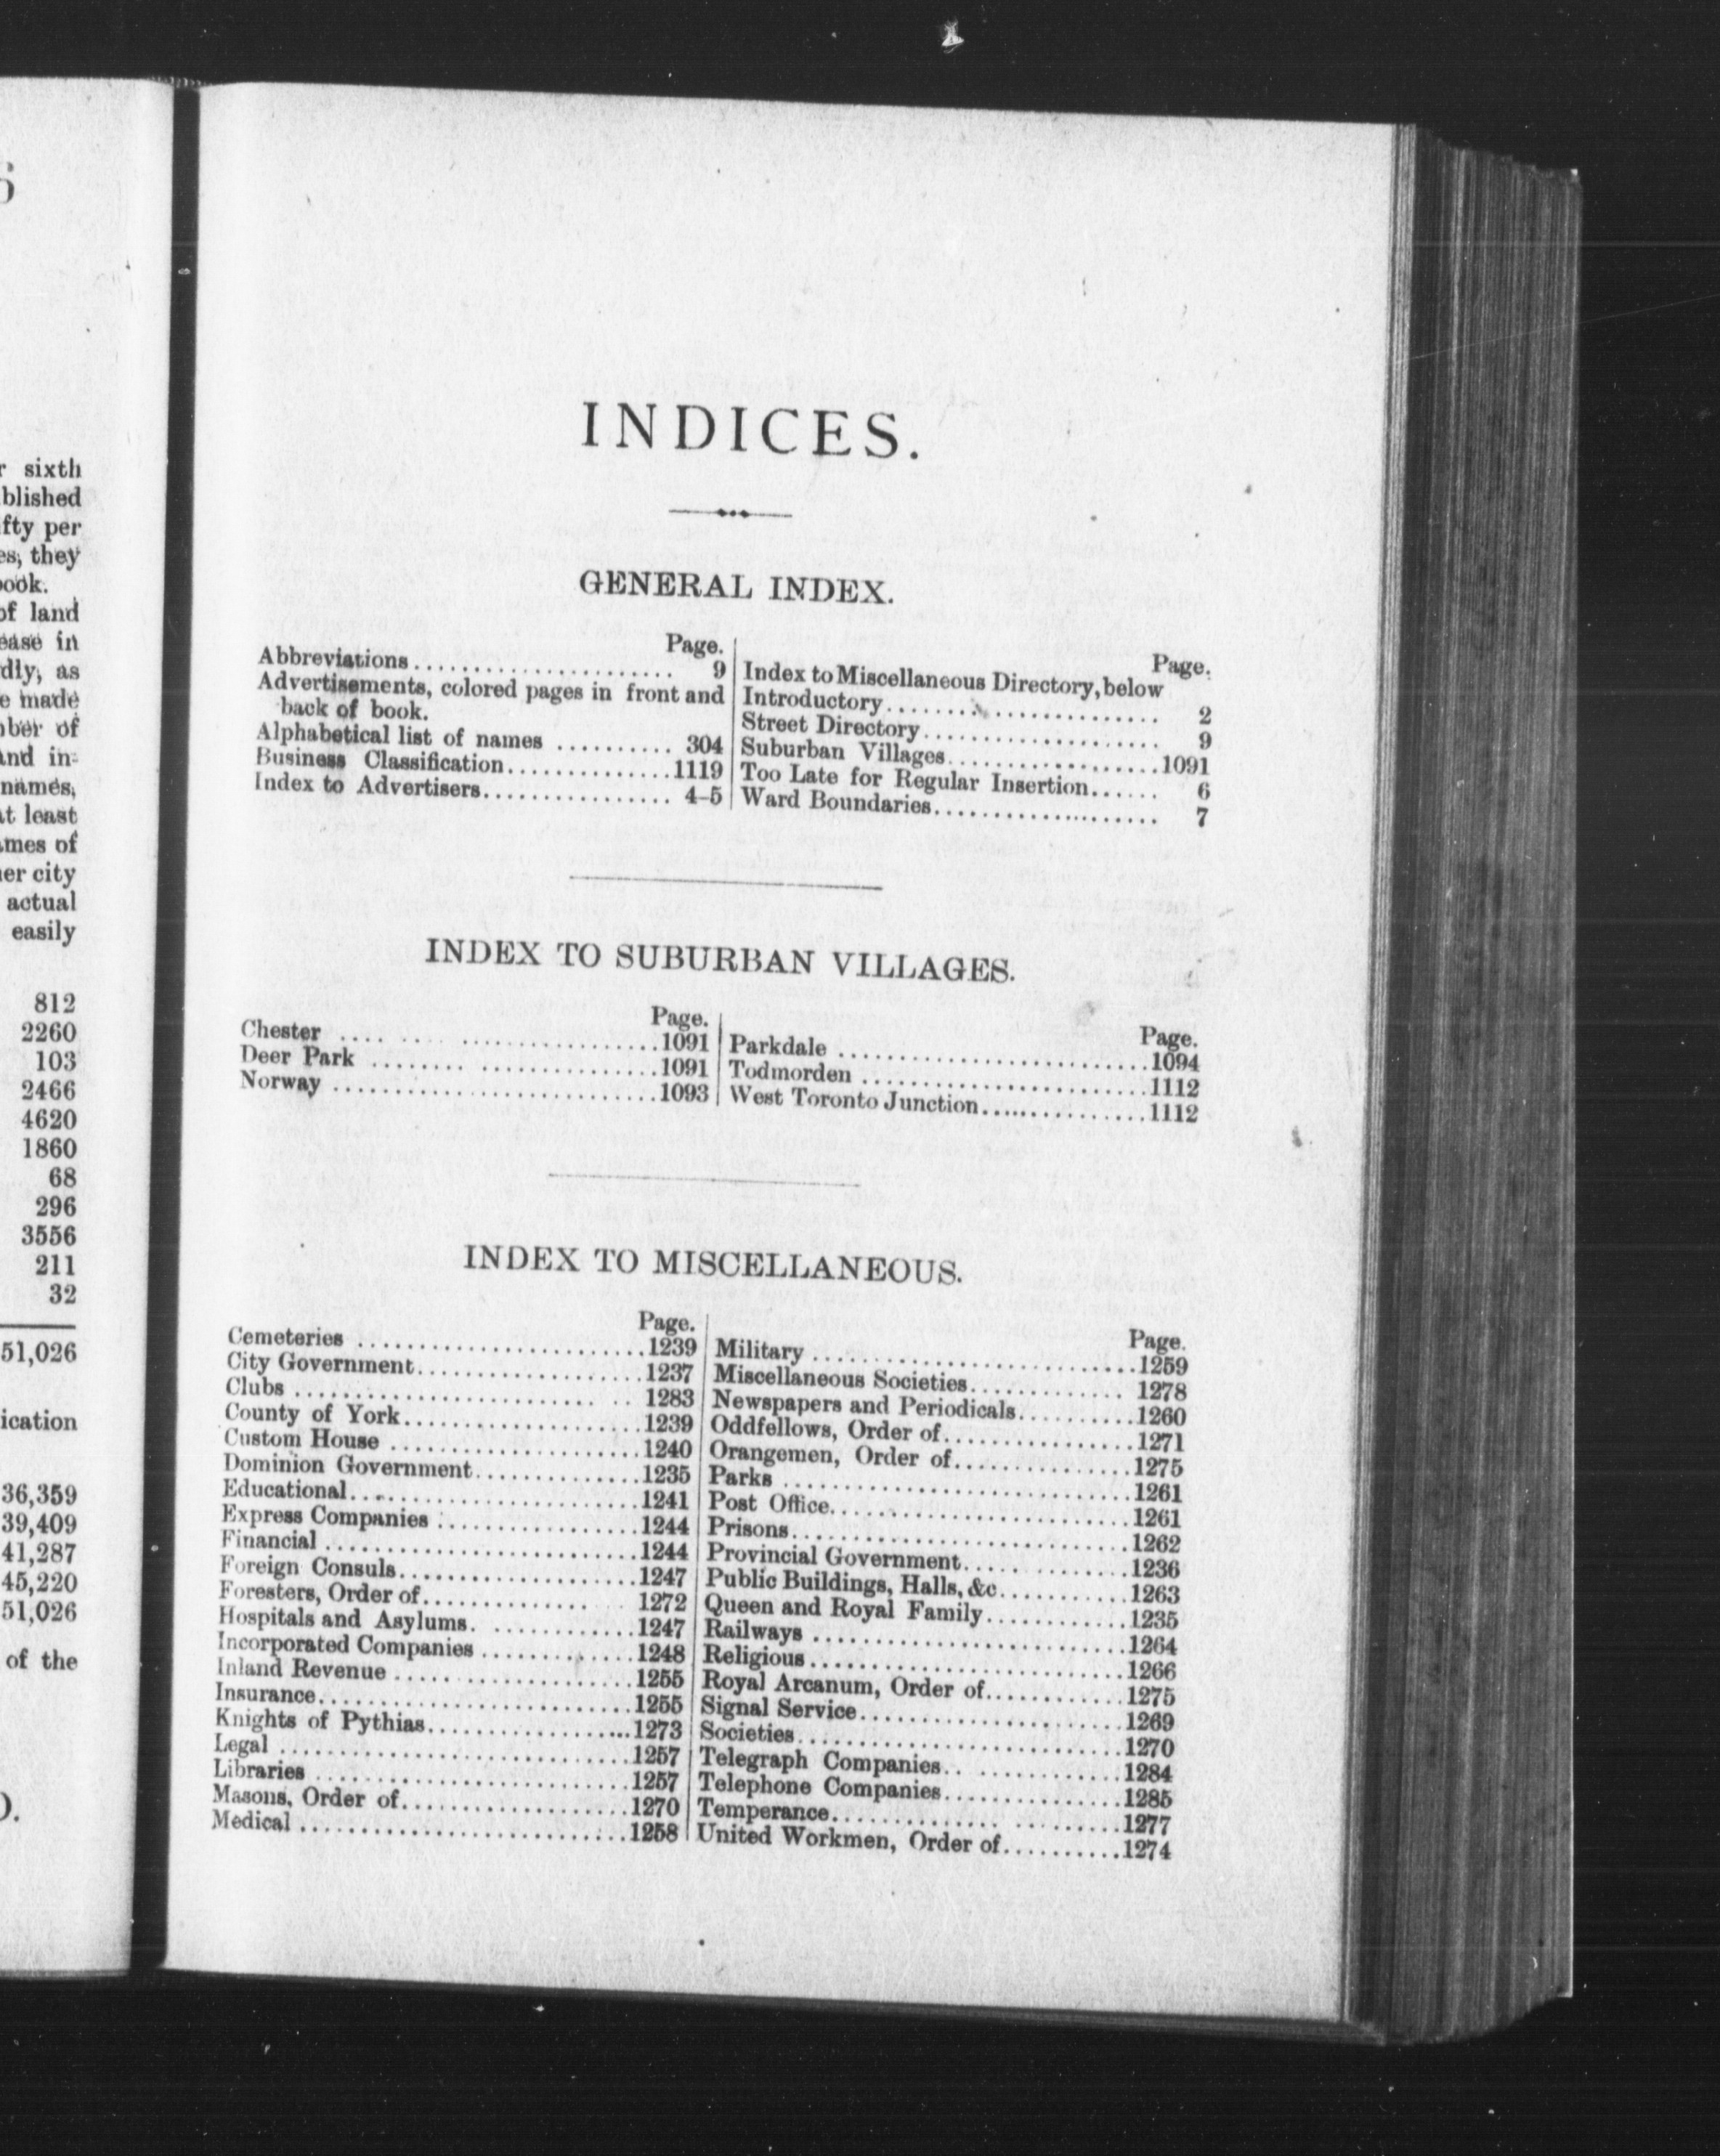 6
sixth
blished
fty per
es, they
book.
of land
ease in
dly, as
e made
nber of
and in-
names,
at least
ames of
ner city
actual
easily
812
2260
103
2466
4620
1860
68
296
3556
211
32
51,026
ication
36,359
39,409
41,287
45,220
51,026
of the
INDICES.
GENERAL INDEX.
Page.
Abbreviations........................ 9
Advertisements, colored pages in front and
back of book.
Alphabetical list of names .......... 304
Business Classification..............1119
Index to Advertisers................ 4-5
Page.
Index to Miscellaneous Directory, below
Introductory.......................... 2
Street Directory...................... 9
Suburban Villages...................1091
Too Late for Regular Insertion...... 6
Ward Boundaries..................... 7
INDEX TO SUBURBAN VILLAGES.
Page.
Chester .... .... .................1091
Deer Park ........ ...............1091
Norway ............................1093
Page.
Parkdale ...........................1094
Todmorden .........................1112
West Toronto Junction...............1112
INDEX TO MISCELLANEOUS.
Page.
Cemeteries .........................1239
City Government....................1237
Clubs ............................ 1283
County of York.....................1239
Custom House ......................1240
Dominion Government...............1235
Educational.........................1241
Express Companies ..................1244
Financial ...........................1244
Foreign Consuls.....................1247
Foresters, Order of................ 1272
Hospitals and Asylums. ............1247
Incorporated Companies .............1248
Inland Revenue .....................1255
Insurance...........................1255
Knights of Pythias...................1273
Legal ..............................1257
Libraries ...........................1257
Masons, Order of....................1270
Medical ............................1258
Page.
Military ............................1259
Miscellaneous Societies............. 1278
Newspapers and Periodicals..........1260
Oddfellows, Order of................1271
Orangemen, Order of...............1275
Parks ..............................1261
Post Office..........................1261
Prisons.............................1262
Provincial Government..............1236
Public Buildings, Halls, &c...........1263
Queen and Royal Family............1235
Railways ...........................1264
Religious...........................1266
Royal Arcanum, Order of............1275
Signal Service.......................1269
Societies............................1270
Telegraph Companies.. ............1284
Telephone Companies...............1285
Temperance............... .........1277
United Workmen, Order of..........1274